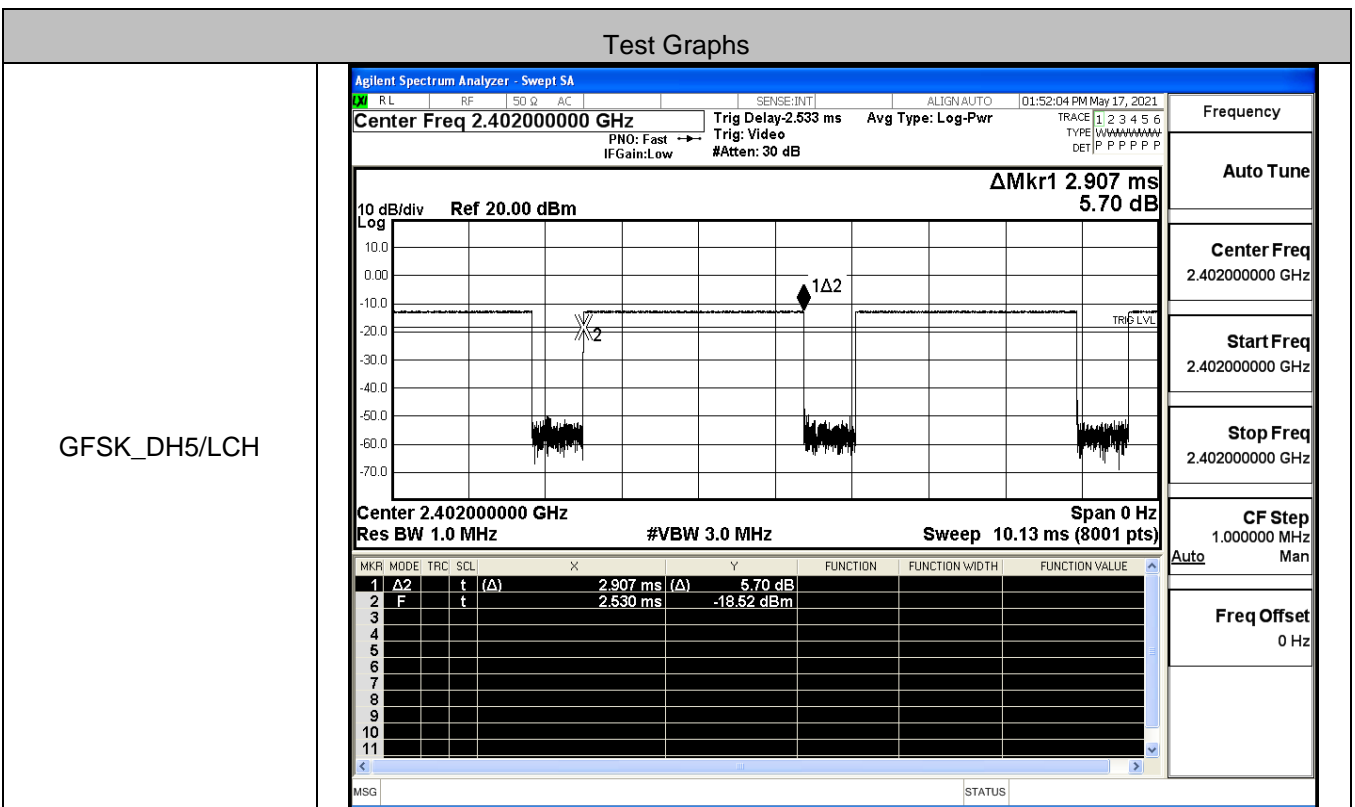 Test Graphs
GFSK_DH5/LCH
Agilent Spectrum Analyzer - Swept SA
LXI RL RF 50 Ω AC SENSE:INT ALIGN AUTO 01:52:04 PM May 17, 2021
Center Freq 2.402000000 GHz
PNO: Fast
IFGain:Low
Trig Delay-2.533 ms
Trig: Video
#Atten: 30 dB
Avg Type: Log-Pwr
TRACE 1 2 3 4 5 6
TYPE WWWWWW
DET P P P P P P
ΔMkr1 2.907 ms
5.70 dB
10 dB/div Ref 20.00 dBm
Log
10.0
0.00
-10.0
-20.0
-30.0
-40.0
-50.0
-60.0
-70.0
1Δ2
2
TRIG LVL
Center 2.402000000 GHz Span 0 Hz
Res BW 1.0 MHz #VBW 3.0 MHz Sweep 10.13 ms (8001 pts)
MKR MODE TRC SCL X Y FUNCTION FUNCTION WIDTH FUNCTION VALUE
1 Δ2 t (Δ) 2.907 ms (Δ) 5.70 dB
2 F t 2.530 ms -18.52 dBm
3
4
5
6
7
8
9
10
11
MSG STATUS
Frequency
Auto Tune
Center Freq
2.402000000 GHz
Start Freq
2.402000000 GHz
Stop Freq
2.402000000 GHz
CF Step
1.000000 MHz
Auto Man
Freq Offset
0 Hz